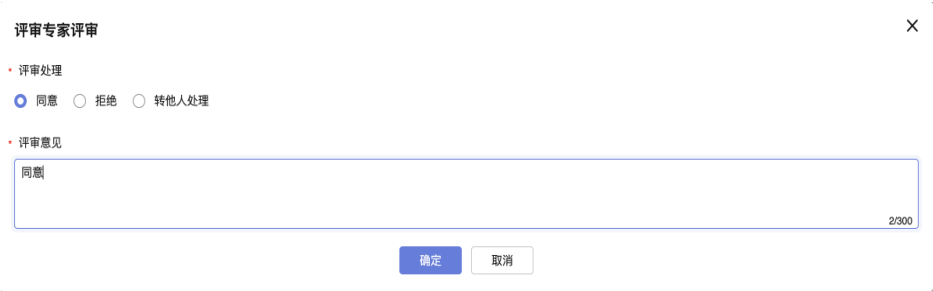 评审专家评审
* 评审处理
同意 拒绝 转他人处理
* 评审意见
同意
2/300
确定 取消